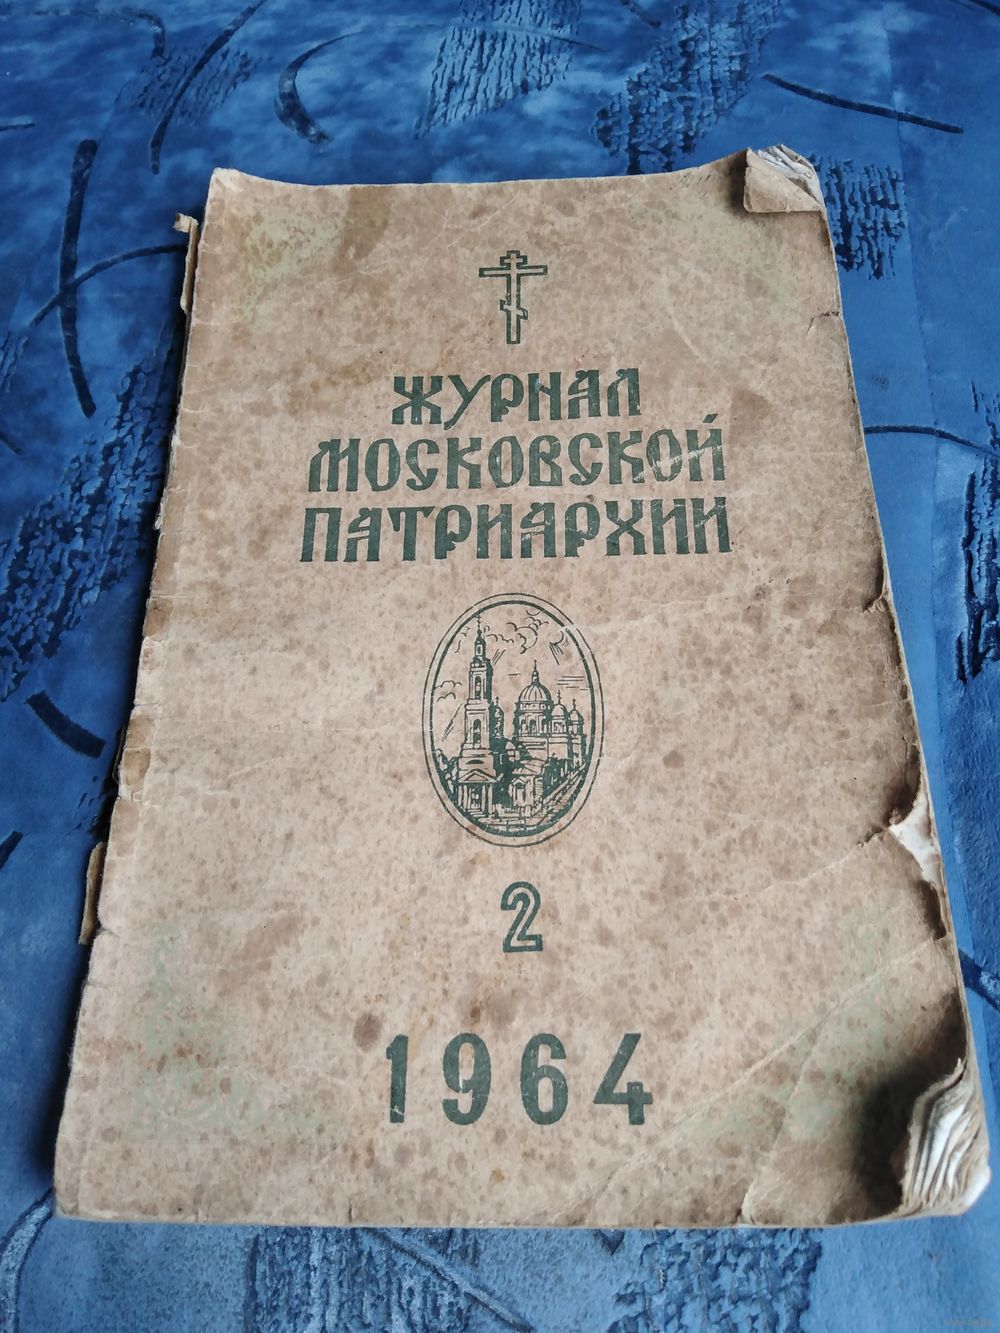 ЖУРНАЛ
МОСКОВСКОЙ
ПАТРИАРХИИ
2
1964